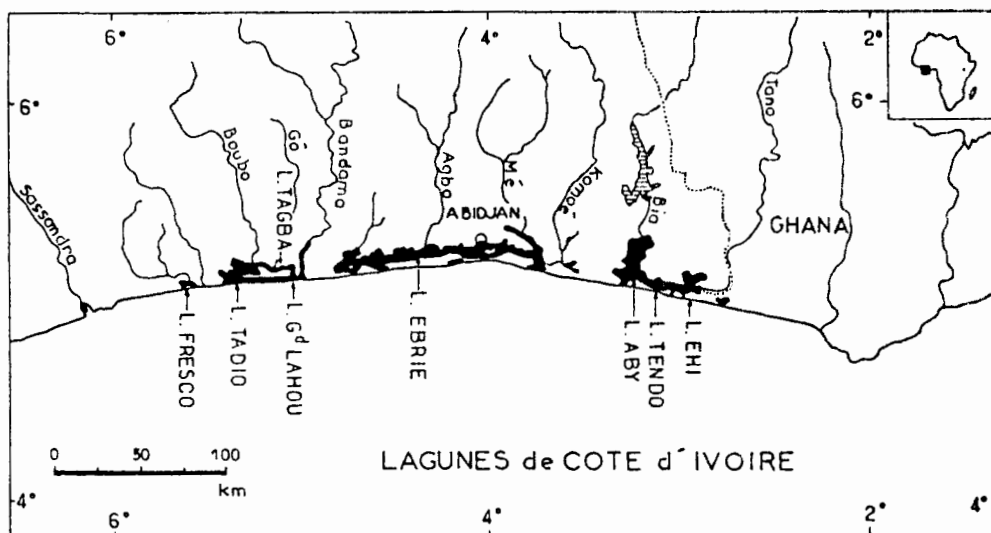 6°
4°
2°
6°
6°
Boubo
Gô
L. TAGBA
Bandama
Agbo
Mé
Komoé
Bia
Tano
Sassandra
ABIDJAN
GHANA
L. FRESCO
L. TADIO
L. Gd LAHOU
L. EBRIE
L. ABY
L. TENDO
L. EHI
0 50 100
km
LAGUNES de COTE d'IVOIRE
4°
4°
6°
4°
2°